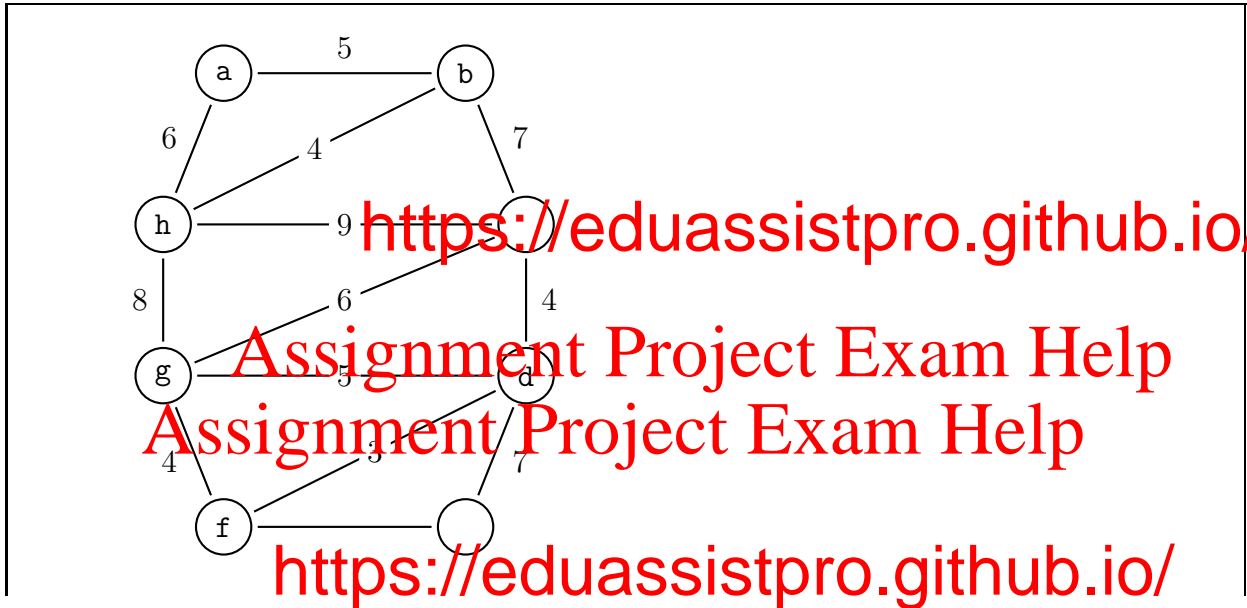 5
a b
6 4 7
h 9 https://eduassistpro.github.io/
8 6 4
Assignment Project Exam Help
g 5 d
Assignment Project Exam Help
4 3 7
f
https://eduassistpro.github.io/